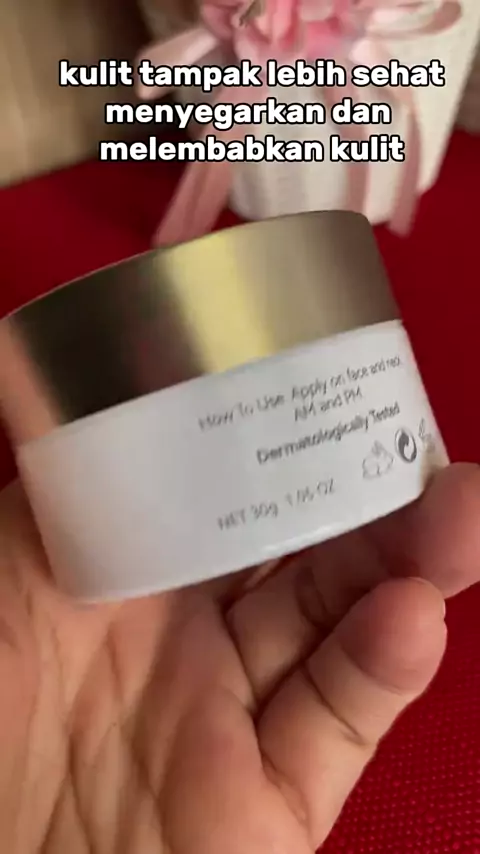 kulit tampak lebih sehat
menyegarkan dan
melembabkan kulit
How To Use Apply on face and neck
AM and PM
Dermatologically Tested
NET 30g 1.05 OZ